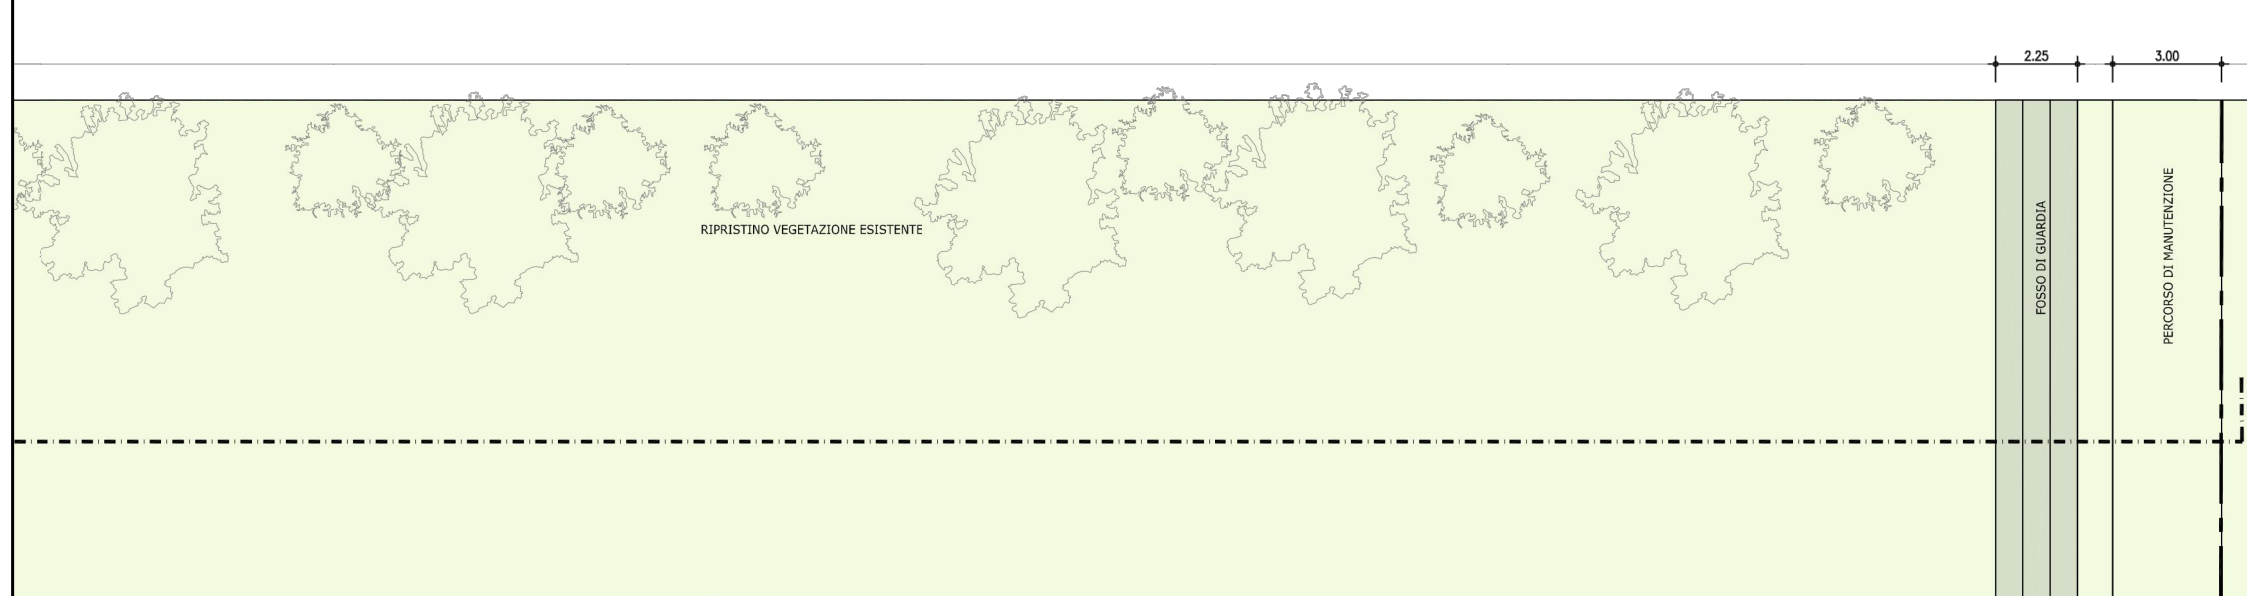 2.25
3.00
RIPRISTINO VEGETAZIONE ESISTENTE
FOSSO DI GUARDIA
PERCORSO DI MANUTENZIONE